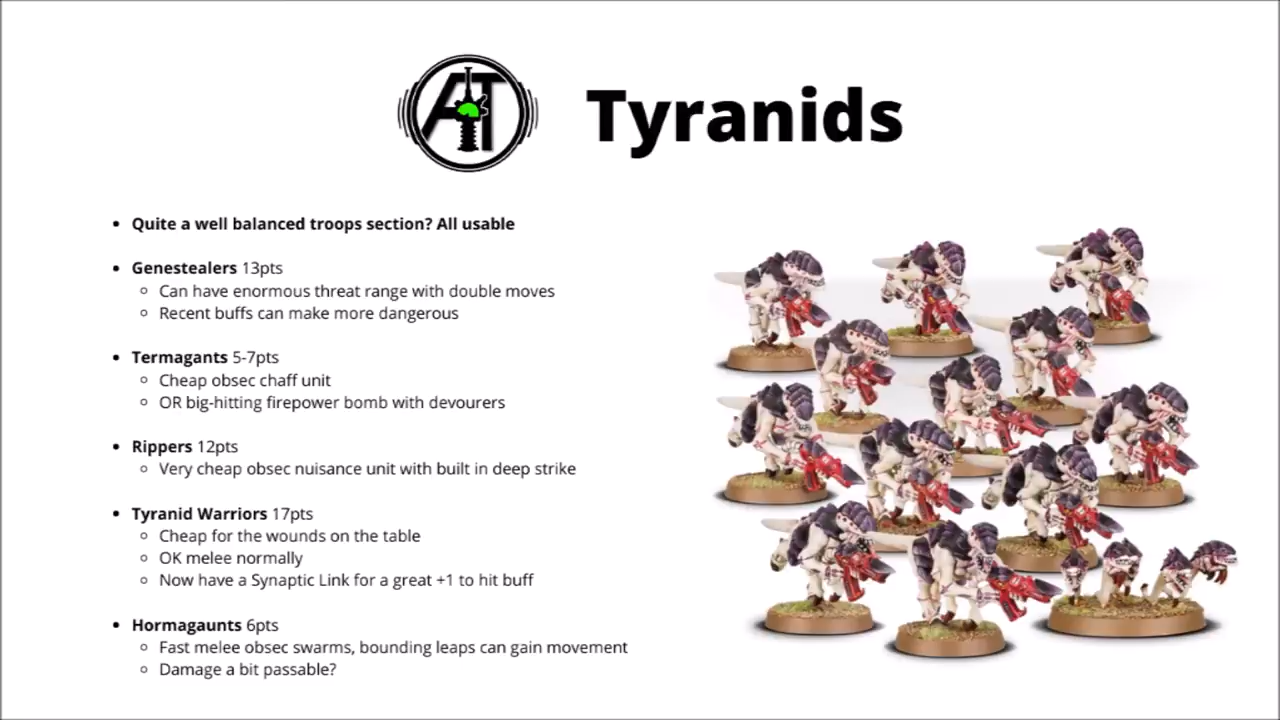 AT
Tyranids
• Quite a well balanced troops section? All usable
• Genestealers 13pts
◦ Can have enormous threat range with double moves
◦ Recent buffs can make more dangerous
• Termagants 5-7pts
◦ Cheap obsec chaff unit
◦ OR big-hitting firepower bomb with devourers
• Rippers 12pts
◦ Very cheap obsec nuisance unit with built in deep strike
• Tyranid Warriors 17pts
◦ Cheap for the wounds on the table
◦ OK melee normally
◦ Now have a Synaptic Link for a great +1 to hit buff
• Hormagaunts 6pts
◦ Fast melee obsec swarms, bounding leaps can gain movement
◦ Damage a bit passable?